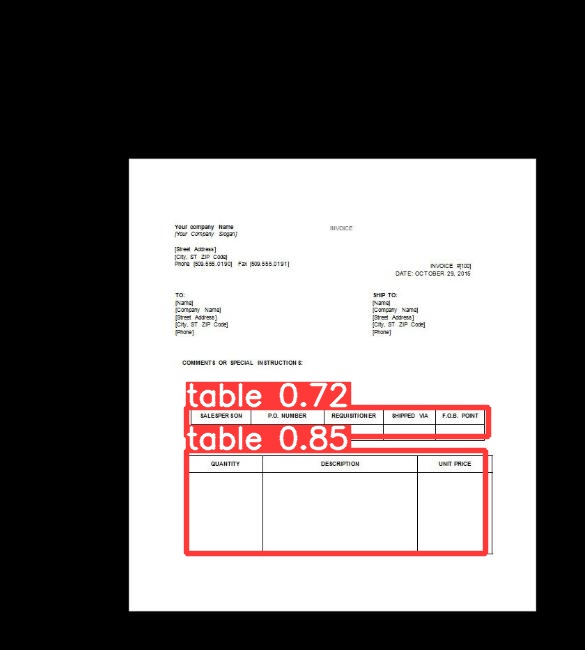 Your company Name
INVOICE
[Your Company Slogan]
[Street Address]
[City, ST ZIP Code]
Phone [509.555.0190] Fax [509.555.0191]
INVOICE #[100]
DATE: OCTOBER 29, 2015
TO:
[Name]
[Company Name]
[Street Address]
[City, ST ZIP Code]
[Phone]
SHIP TO:
[Name]
[Company Name]
[Street Address]
[City, ST ZIP Code]
[Phone]
COMMENTS OR SPECIAL INSTRUCTIONS:
table 0.72
SALESPERSON P.O. NUMBER REQUISITIONER SHIPPED VIA F.O.B. POINT
table 0.85
QUANTITY DESCRIPTION UNIT PRICE